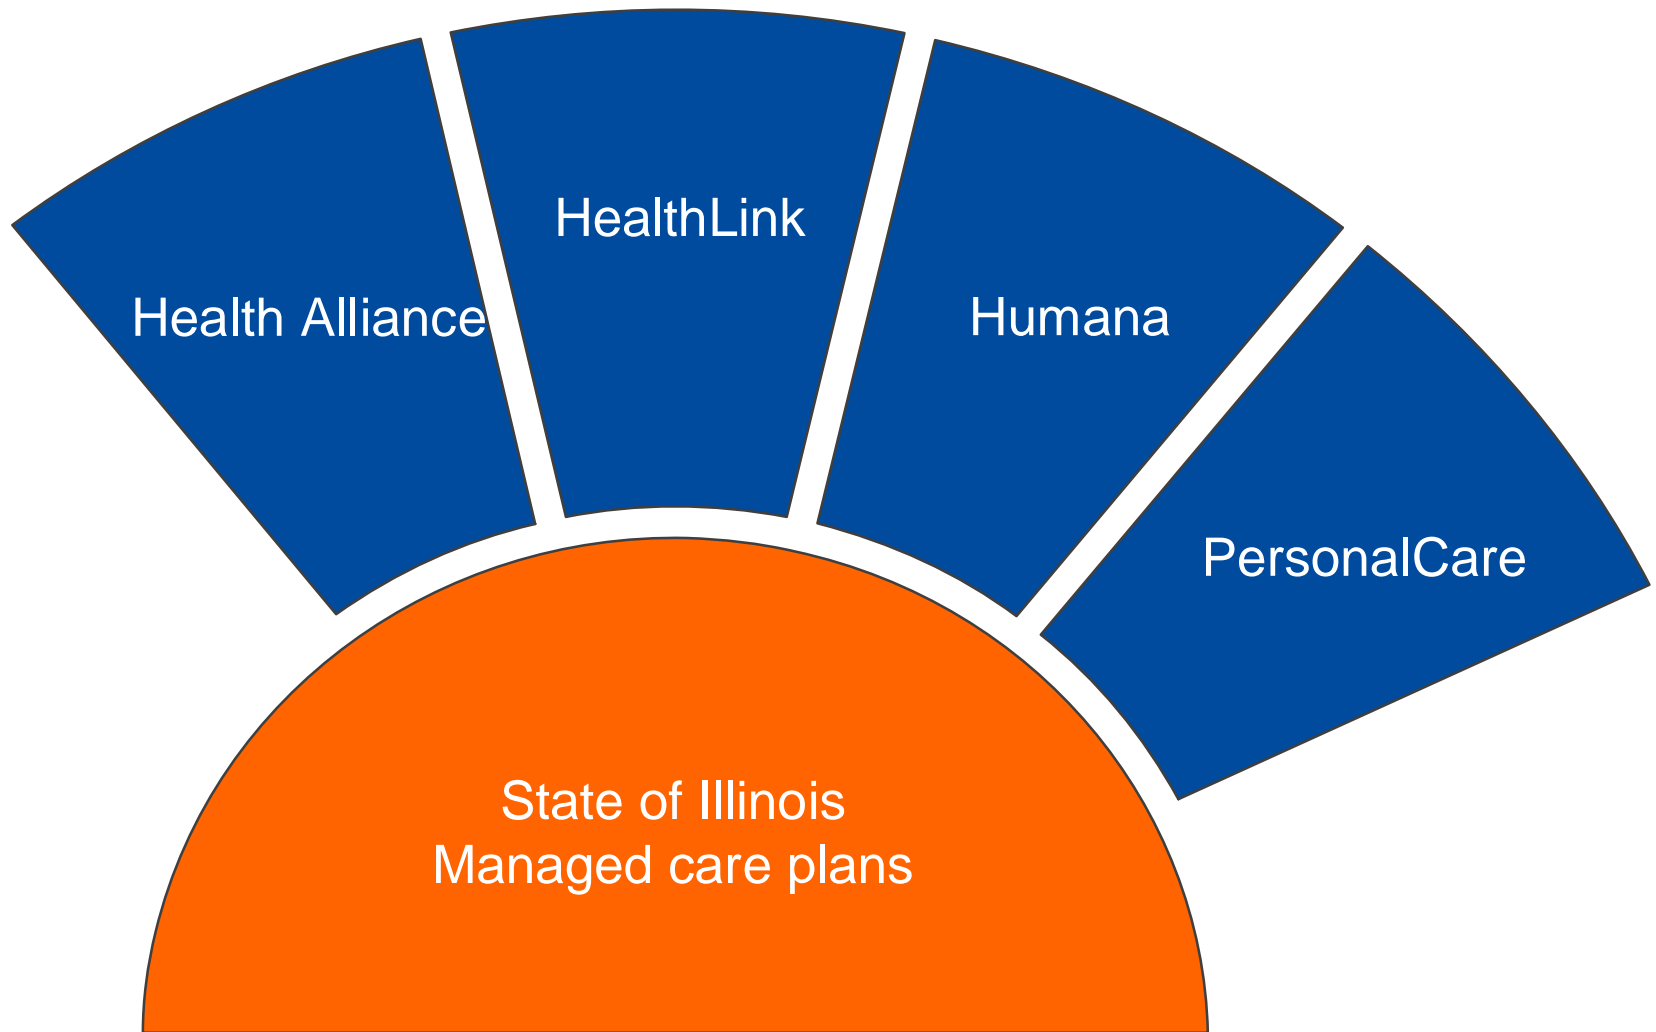 HealthLink
Health Alliance
Humana
PersonalCare
State of Illinois
Managed care plans